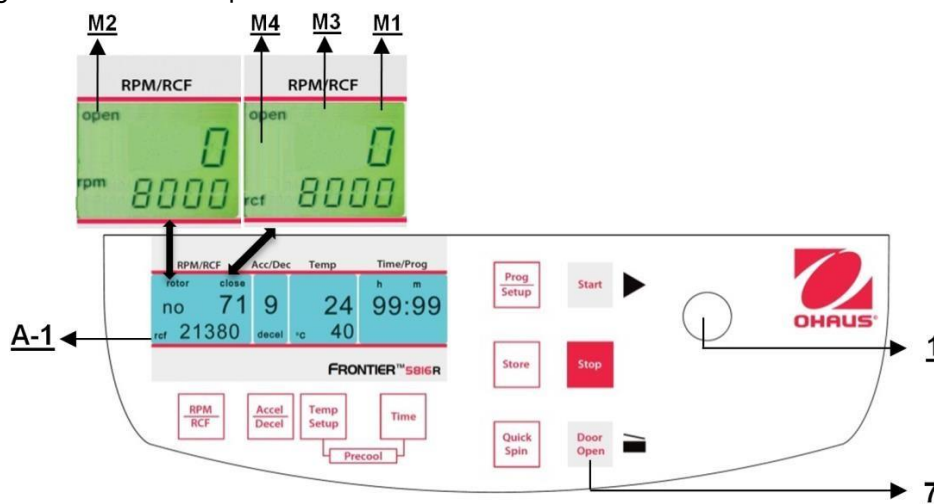 M2
M4
M3
M1
RPM/RCF
open
0
rpm
8000
RPM/RCF
open
0
rcf
8000
A-1
RPM/RCF Acc/Dec Temp Time/Prog
rotor close h m
no 71 9 24 99:99
rcf 21380 decel °C 40
FRONTIER™5816R
RPM
RCF
Accel
Decel
Temp
Setup
Time
Precool
Prog
Setup
Start
Store
Stop
Quick
Spin
Door
Open
OHAUS®
7